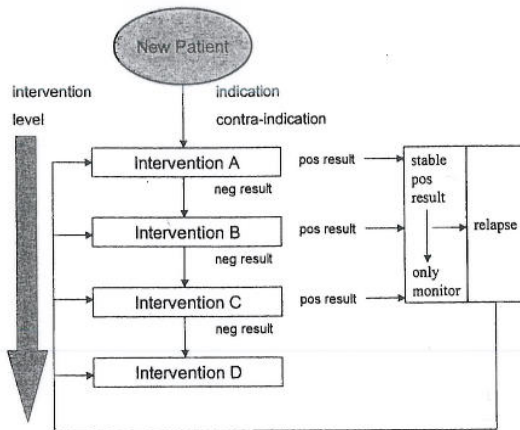 New Patient
intervention
level
indication
contra-indication
Intervention A
pos result
neg result
Intervention B
pos result
neg result
Intervention C
pos result
neg result
Intervention D
stable
pos
result
only
monitor
relapse